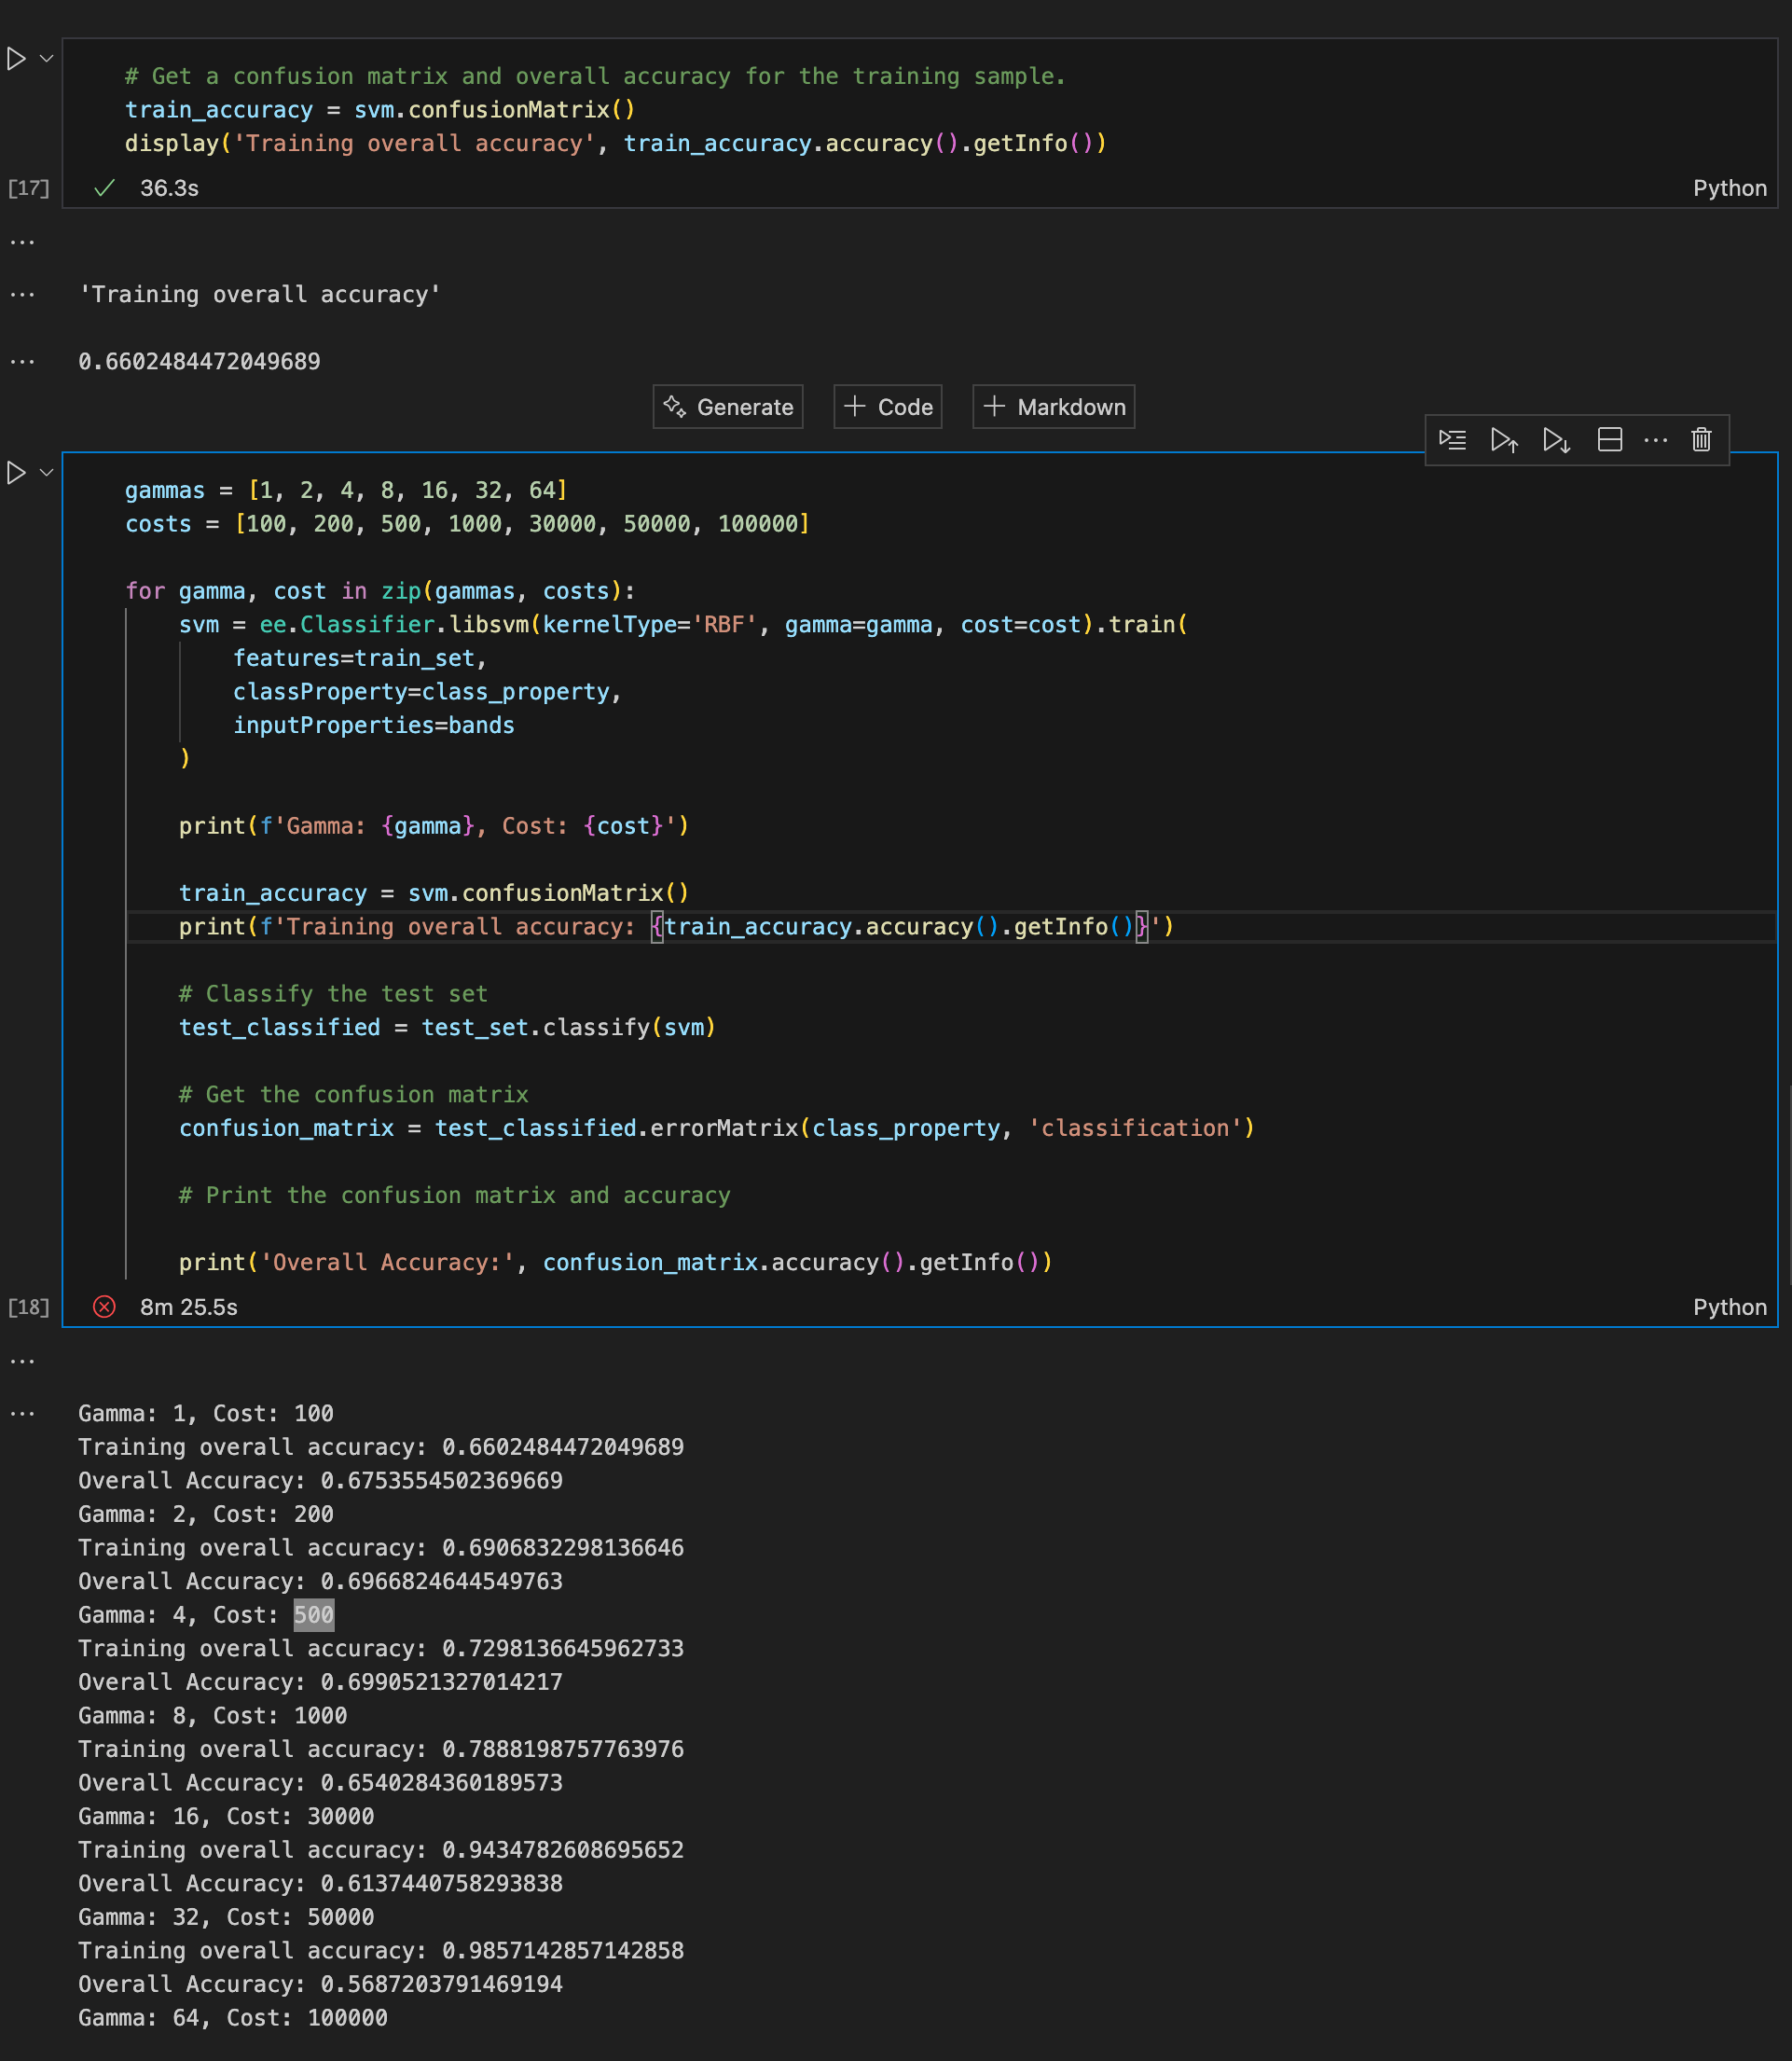 # Get a confusion matrix and overall accuracy for the training sample.
train_accuracy = svm.confusionMatrix()
display('Training overall accuracy', train_accuracy.accuracy().getInfo())
[17]
36.3s
Python
...
...
'Training overall accuracy'
...
0.6602484472049689
Generate
Code
Markdown
gammas = [1, 2, 4, 8, 16, 32, 64]
costs = [100, 200, 500, 1000, 30000, 50000, 100000]
for gamma, cost in zip(gammas, costs):
    svm = ee.Classifier.libsvm(kernelType='RBF', gamma=gamma, cost=cost).train(
        features=train_set,
        classProperty=class_property,
        inputProperties=bands
    )
    print(f'Gamma: {gamma}, Cost: {cost}')
    train_accuracy = svm.confusionMatrix()
    print(f'Training overall accuracy: {train_accuracy.accuracy().getInfo()}')
    # Classify the test set
    test_classified = test_set.classify(svm)
    # Get the confusion matrix
    confusion_matrix = test_classified.errorMatrix(class_property, 'classification')
    # Print the confusion matrix and accuracy
    print('Overall Accuracy:', confusion_matrix.accuracy().getInfo())
[18]
8m 25.5s
Python
...
...
Gamma: 1, Cost: 100
Training overall accuracy: 0.6602484472049689
Overall Accuracy: 0.6753554502369669
Gamma: 2, Cost: 200
Training overall accuracy: 0.6906832298136646
Overall Accuracy: 0.6966824644549763
Gamma: 4, Cost: 500
Training overall accuracy: 0.7298136645962733
Overall Accuracy: 0.6990521327014217
Gamma: 8, Cost: 1000
Training overall accuracy: 0.7888198757763976
Overall Accuracy: 0.6540284360189573
Gamma: 16, Cost: 30000
Training overall accuracy: 0.9434782608695652
Overall Accuracy: 0.6137440758293838
Gamma: 32, Cost: 50000
Training overall accuracy: 0.9857142857142858
Overall Accuracy: 0.5687203791469194
Gamma: 64, Cost: 100000